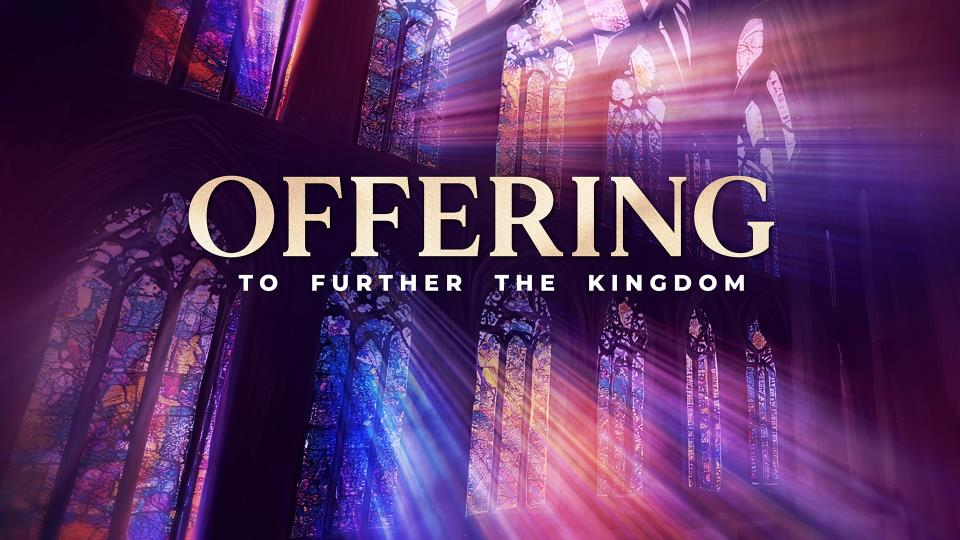 OFFERING
TO FURTHER THE KINGDOM